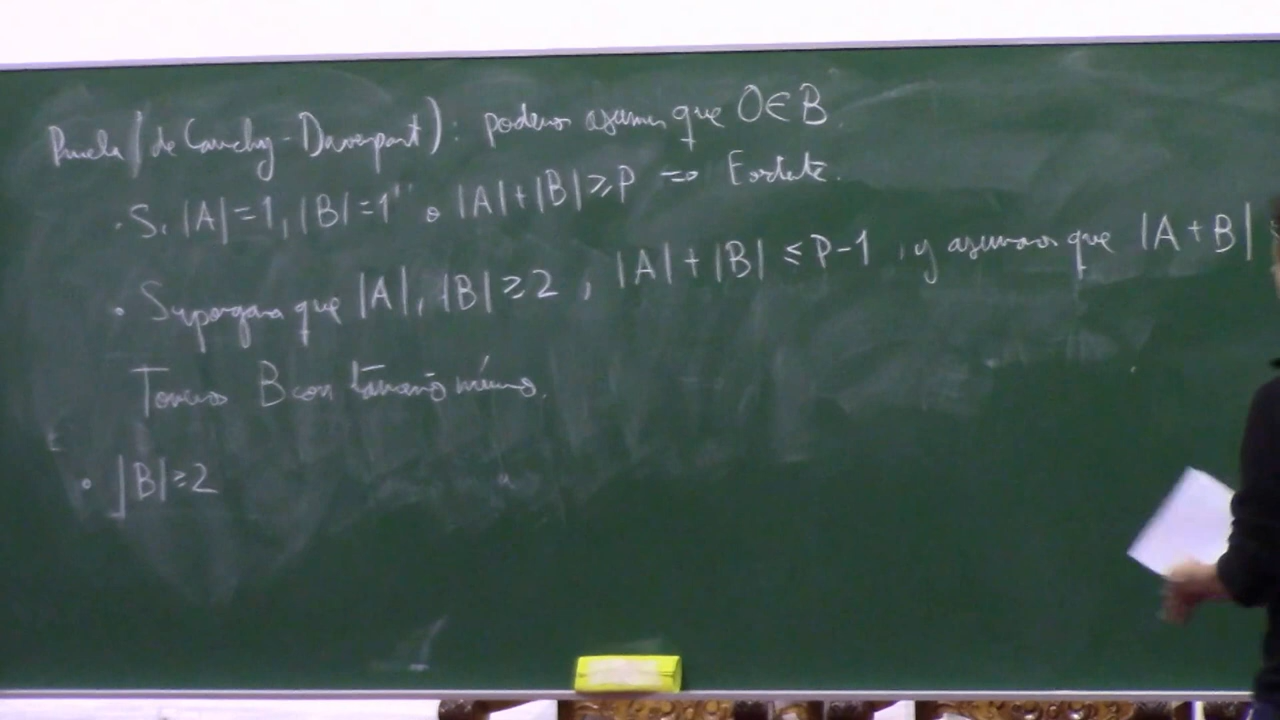 Prueba (de Cauchy-Davenport): podemos asumir que 0∈B.
· Si |A|=1, |B|=1 o |A|+|B|≥P ⇒
· Supongamos que |A|, |B|≥2, |A|+|B|≤P-1, y asumamos que |A+B|
Tomemos B con tamaño mínimo.
· |B|≥2